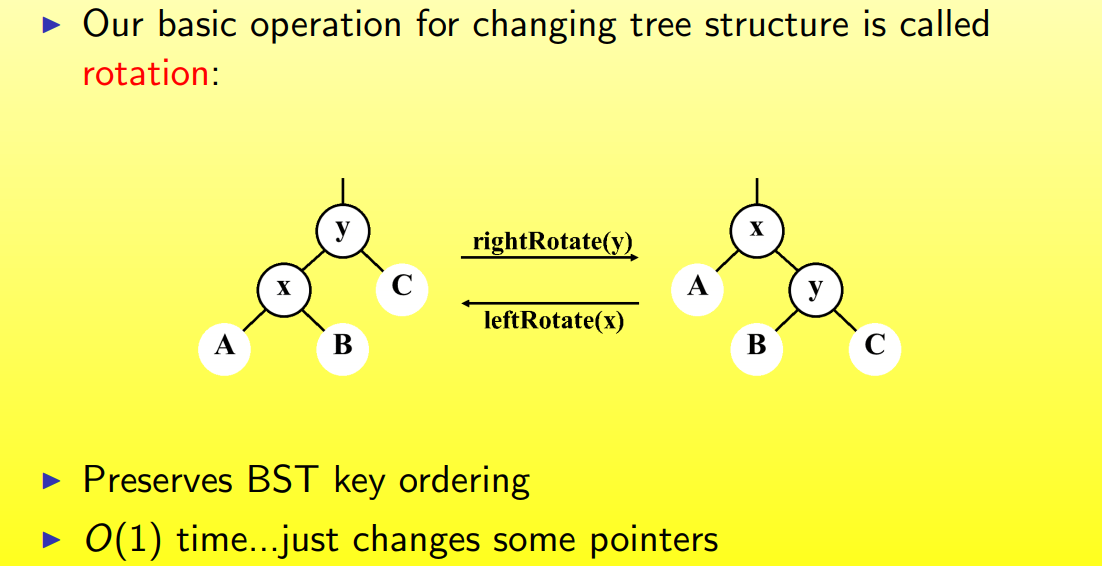 ▶ Our basic operation for changing tree structure is called
rotation:
y
x
C
A
B
rightRotate(y)
leftRotate(x)
x
A
y
B
C
▶ Preserves BST key ordering
▶ O(1) time...just changes some pointers